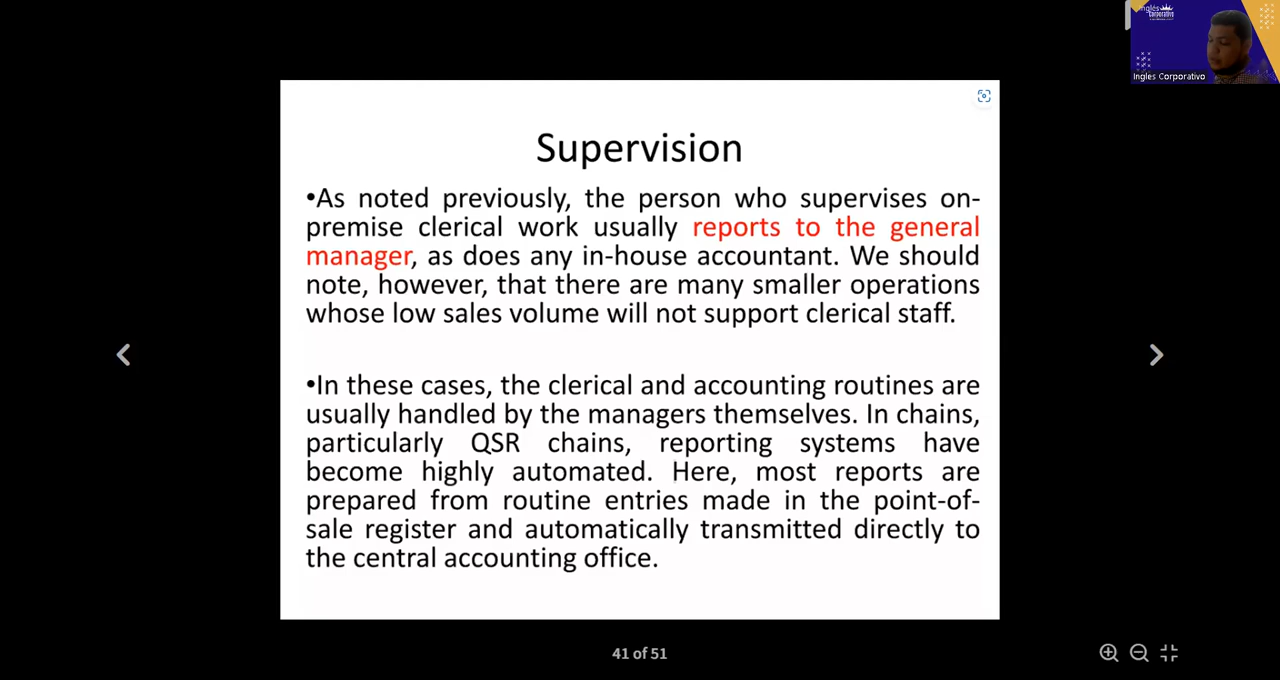 Inglés
Corporativo
Ingles Corporativo
Supervision
•As noted previously, the person who supervises on-
premise clerical work usually reports to the general
manager, as does any in-house accountant. We should
note, however, that there are many smaller operations
whose low sales volume will not support clerical staff.
•In these cases, the clerical and accounting routines are
usually handled by the managers themselves. In chains,
particularly QSR chains, reporting systems have
become highly automated. Here, most reports are
prepared from routine entries made in the point-of-
sale register and automatically transmitted directly to
the central accounting office.
41 of 51